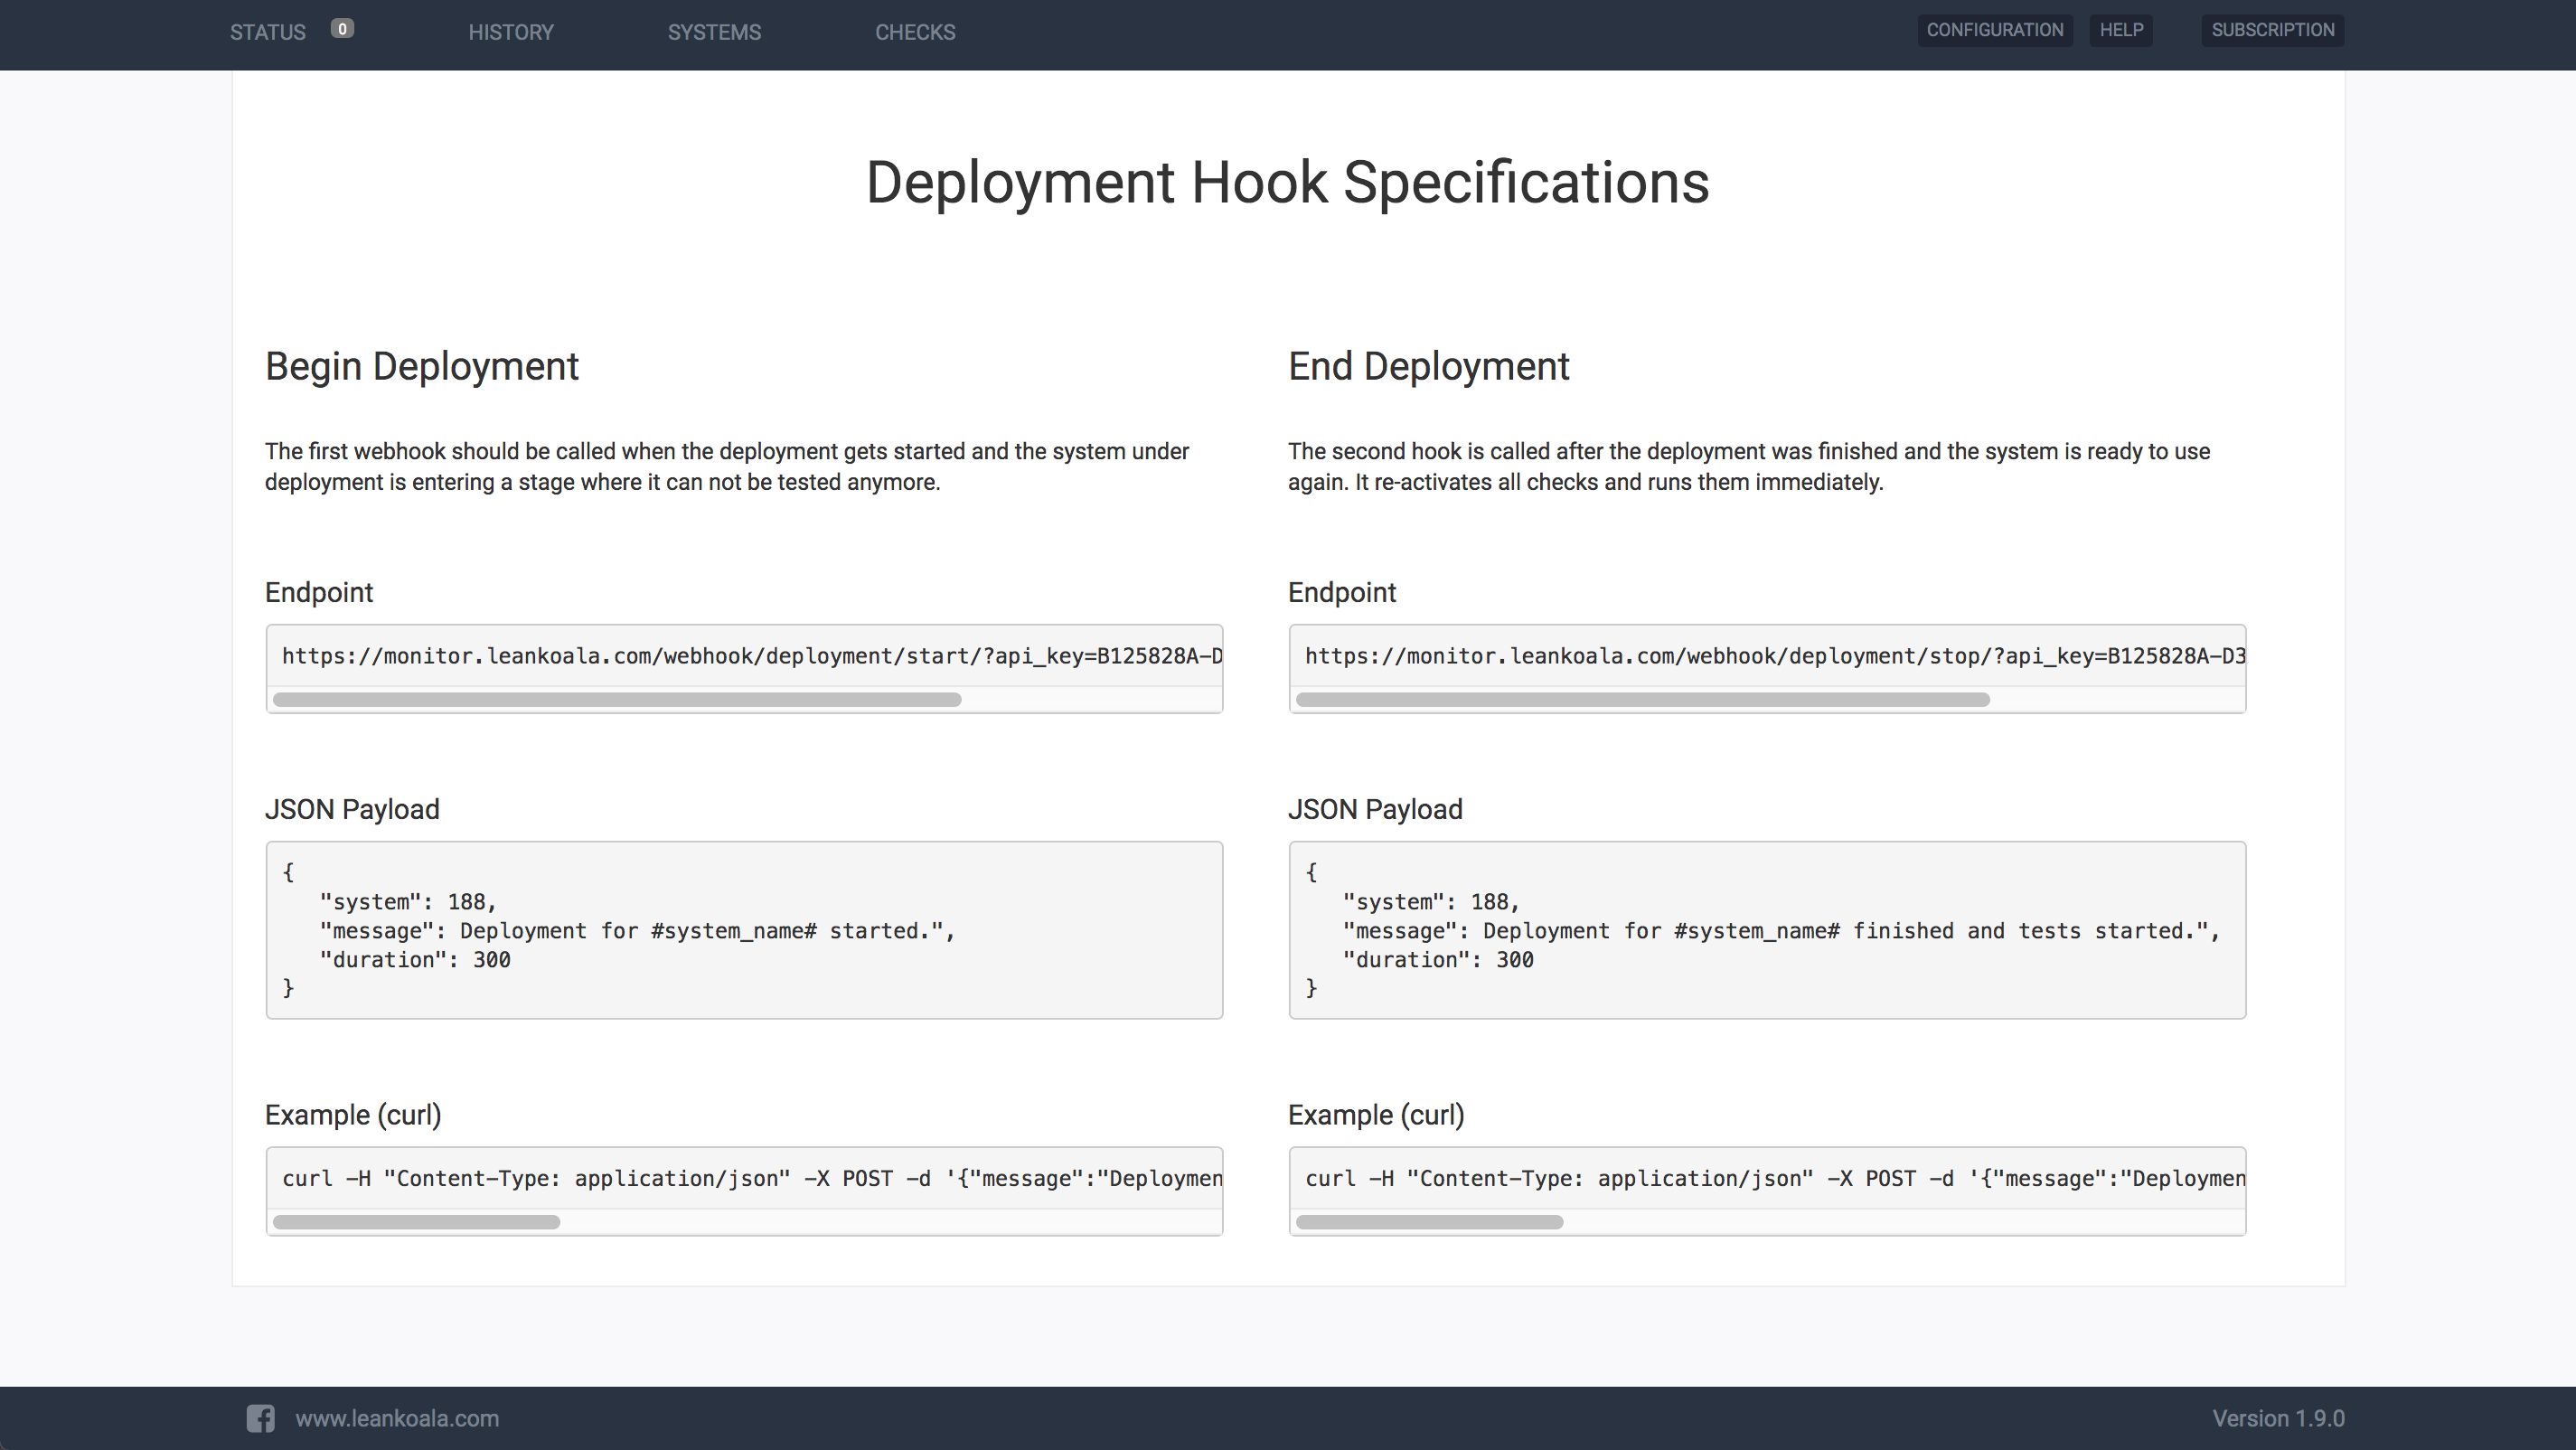 STATUS 0 HISTORY SYSTEMS CHECKS CONFIGURATION HELP SUBSCRIPTION
Deployment Hook Specifications
Begin Deployment
The first webhook should be called when the deployment gets started and the system under
deployment is entering a stage where it can not be tested anymore.
Endpoint
https://monitor.leankoala.com/webhook/deployment/start/?api_key=B125828A-D
JSON Payload
{
"system": 188,
"message": Deployment for #system_name# started.",
"duration": 300
}
Example (curl)
curl -H "Content-Type: application/json" -X POST -d '{"message":"Deploymen
End Deployment
The second hook is called after the deployment was finished and the system is ready to use
again. It re-activates all checks and runs them immediately.
Endpoint
https://monitor.leankoala.com/webhook/deployment/stop/?api_key=B125828A-D3
JSON Payload
{
"system": 188,
"message": Deployment for #system_name# finished and tests started.",
"duration": 300
}
Example (curl)
curl -H "Content-Type: application/json" -X POST -d '{"message":"Deploymen
www.leankoala.com Version 1.9.0